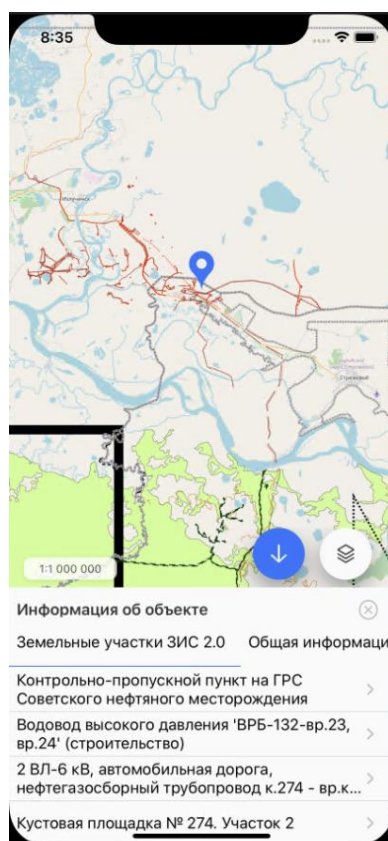 8:35
Излучинск
Стрежевой
1:1 000 000
Информация об объекте
Земельные участки ЗИС 2.0 Общая информаци
Контрольно-пропускной пункт на ГРС
Советского нефтяного месторождения
Водовод высокого давления 'ВРБ-132-вр.23,
вр.24' (строительство)
2 ВЛ-6 кВ, автомобильная дорога,
нефтегазосборный трубопровод к.274 - вр.к...
Кустовая площадка № 274. Участок 2